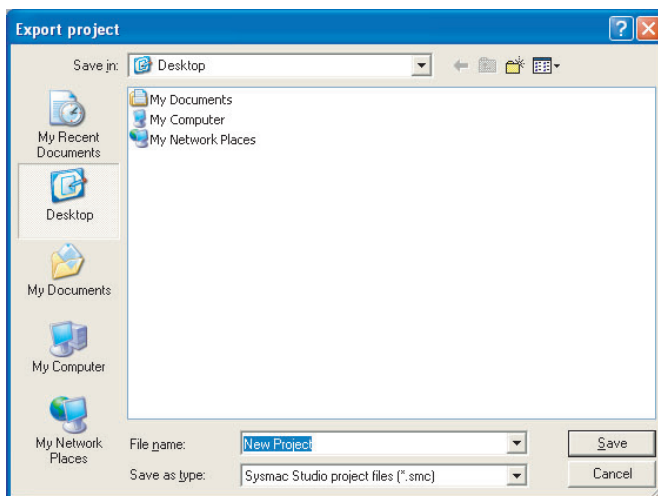 Export project
Save in:
Desktop
My Documents
My Computer
My Network Places
My Recent
Documents
Desktop
My Documents
My Computer
My Network
Places
File name:
New Project
Save
Save as type:
Sysmac Studio project files (*.smc)
Cancel